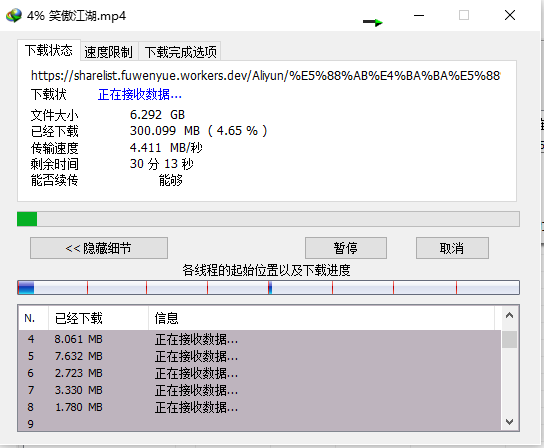 4% 笑傲江湖.mp4
下载状态 速度限制 下载完成选项
https://sharelist.fuwenyue.workers.dev/Aliyun/%E5%88%AB%E4%BA%BA%E5%88
下载状 正在接收数据...
文件大小 6.292 GB
已经下载 300.099 MB ( 4.65 % )
传输速度 4.411 MB/秒
剩余时间 30 分 13 秒
能否续传 能够
<< 隐藏细节 暂停 取消
各线程的起始位置以及下载进度
N. 已经下载 信息
4 8.061 MB 正在接收数据...
5 7.632 MB 正在接收数据...
6 2.723 MB 正在接收数据...
7 3.330 MB 正在接收数据...
8 1.780 MB 正在接收数据...
9